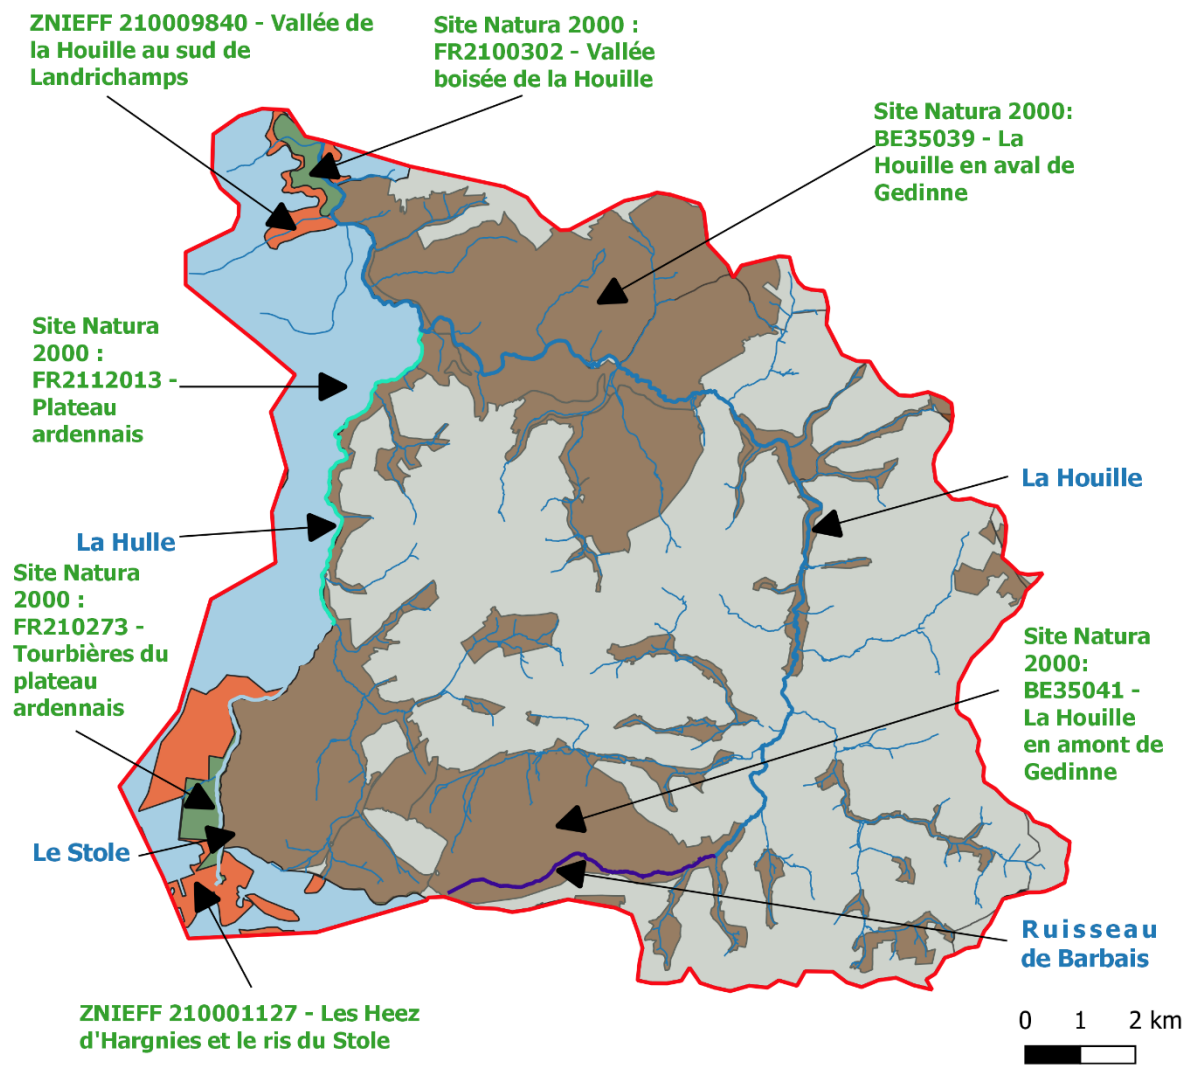 ZNIEFF 210009840 - Vallée de
la Houille au sud de
Landrichamps
Site Natura 2000 :
FR2100302 - Vallée
boisée de la Houille
Site Natura 2000:
BE35039 - La
Houille en aval de
Gedinne
Site Natura
2000 :
FR2112013 -
Plateau
ardennais
La Houille
La Hulle
Site Natura
2000 :
FR210273 -
Tourbières du
plateau
ardennais
Site Natura
2000:
BE35041 -
La Houille
en amont de
Gedinne
Le Stole
Ruisseau
de Barbais
ZNIEFF 210001127 - Les Heez
d'Hargnies et le ris du Stole
0 1 2 km